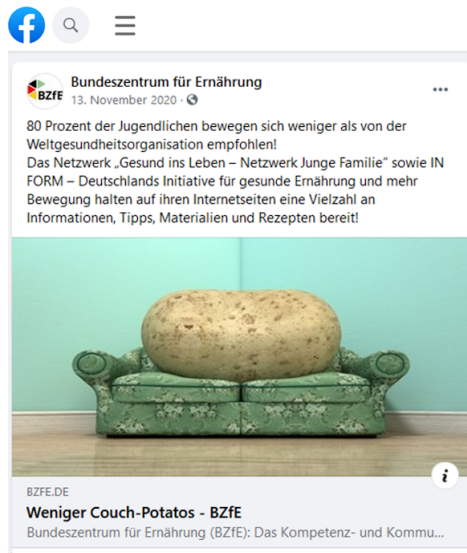 BZfE
Bundeszentrum für Ernährung
13. November 2020 ·
80 Prozent der Jugendlichen bewegen sich weniger als von der
Weltgesundheitsorganisation empfohlen!
Das Netzwerk „Gesund ins Leben – Netzwerk Junge Familie“ sowie IN
FORM – Deutschlands Initiative für gesunde Ernährung und mehr
Bewegung halten auf ihren Internetseiten eine Vielzahl an
Informationen, Tipps, Materialien und Rezepten bereit!
BZFE.DE
Weniger Couch-Potatos - BZfE
Bundeszentrum für Ernährung (BZfE): Das Kompetenz- und Kommu...